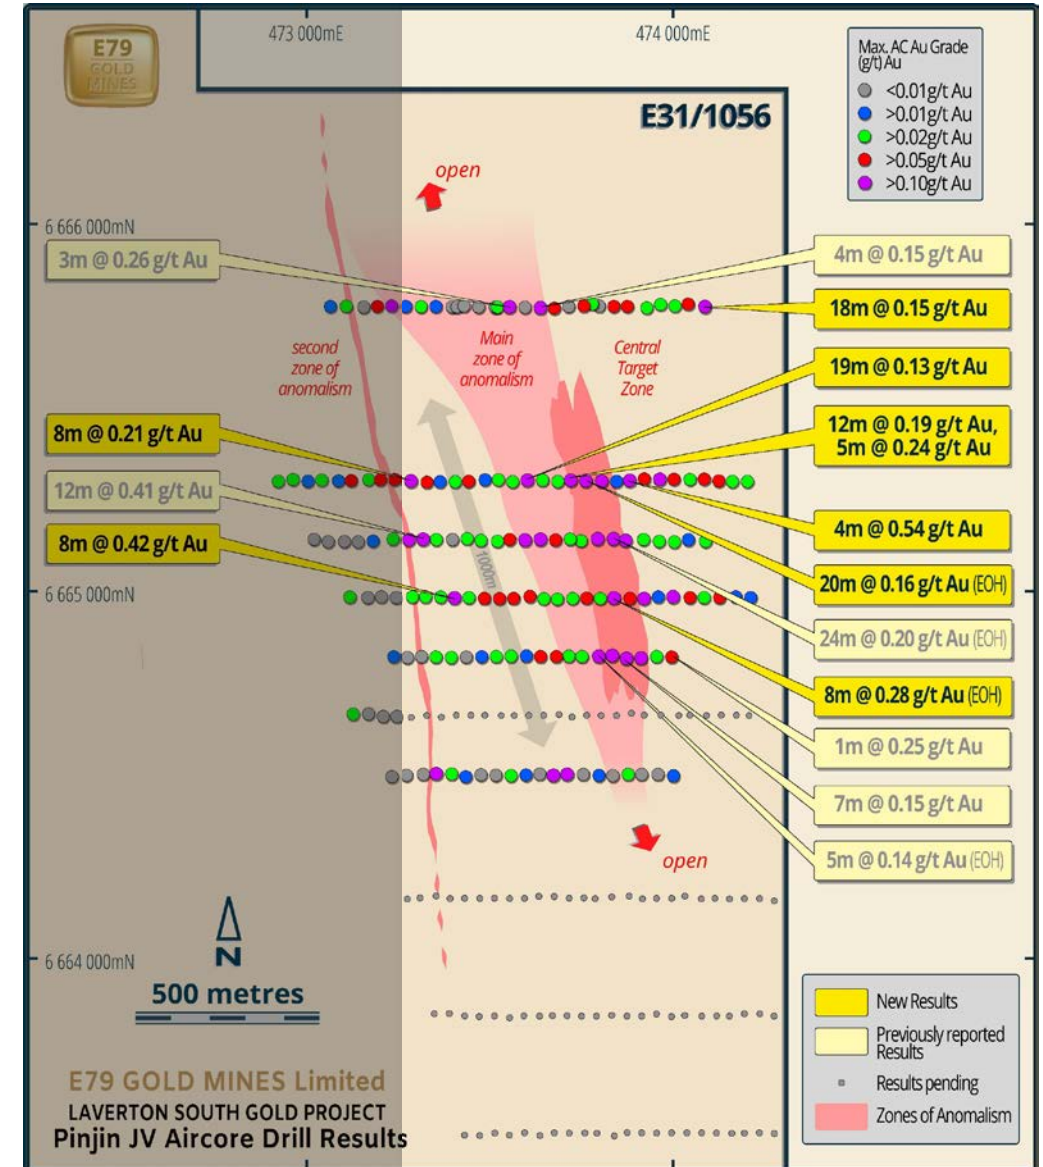 E79
GOLD
MINES
473 000mE
474 000mE
Max. AC Au Grade
(g/t) Au
<0.01g/t Au
>0.01g/t Au
>0.02g/t Au
>0.05g/t Au
>0.10g/t Au
E31/1056
open
6 666 000mN
3m @ 0.26 g/t Au
4m @ 0.15 g/t Au
18m @ 0.15 g/t Au
second
zone of
anomalism
Main
zone of
anomalism
Central
Target
Zone
19m @ 0.13 g/t Au
8m @ 0.21 g/t Au
12m @ 0.19 g/t Au,
5m @ 0.24 g/t Au
12m @ 0.41 g/t Au
4m @ 0.54 g/t Au
8m @ 0.42 g/t Au
1000m
20m @ 0.16 g/t Au (EOH)
6 665 000mN
24m @ 0.20 g/t Au (EOH)
8m @ 0.28 g/t Au (EOH)
1m @ 0.25 g/t Au
7m @ 0.15 g/t Au
5m @ 0.14 g/t Au (EOH)
open
6 664 000mN
N
500 metres
New Results
Previously reported
Results
Results pending
Zones of Anomalism
E79 GOLD MINES Limited
LAVERTON SOUTH GOLD PROJECT
Pinjin JV Aircore Drill Results